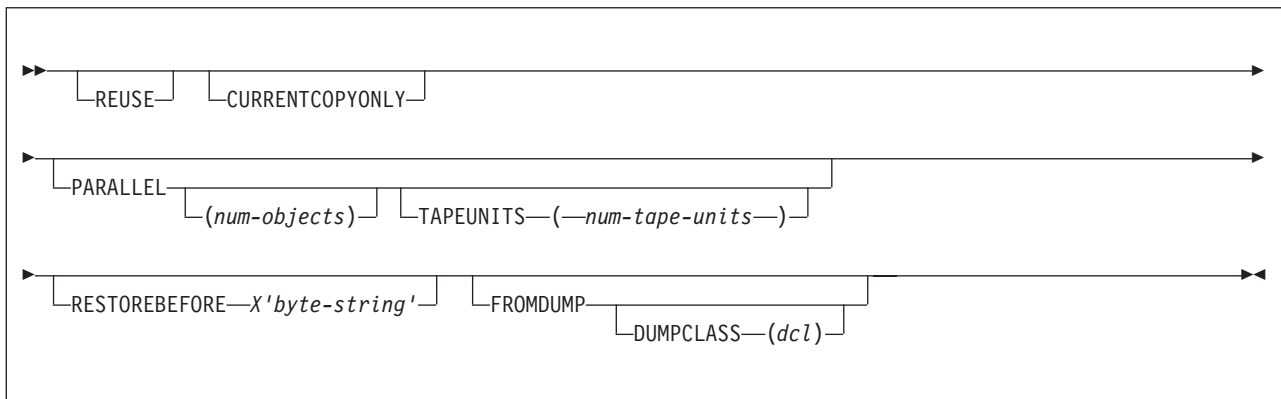 REUSE CURRENTCOPYONLY
PARALLEL
(num-objects) TAPEUNITS ( num-tape-units )
RESTOREBEFORE X'byte-string' FROMDUMP
DUMPCLASS (dcl)